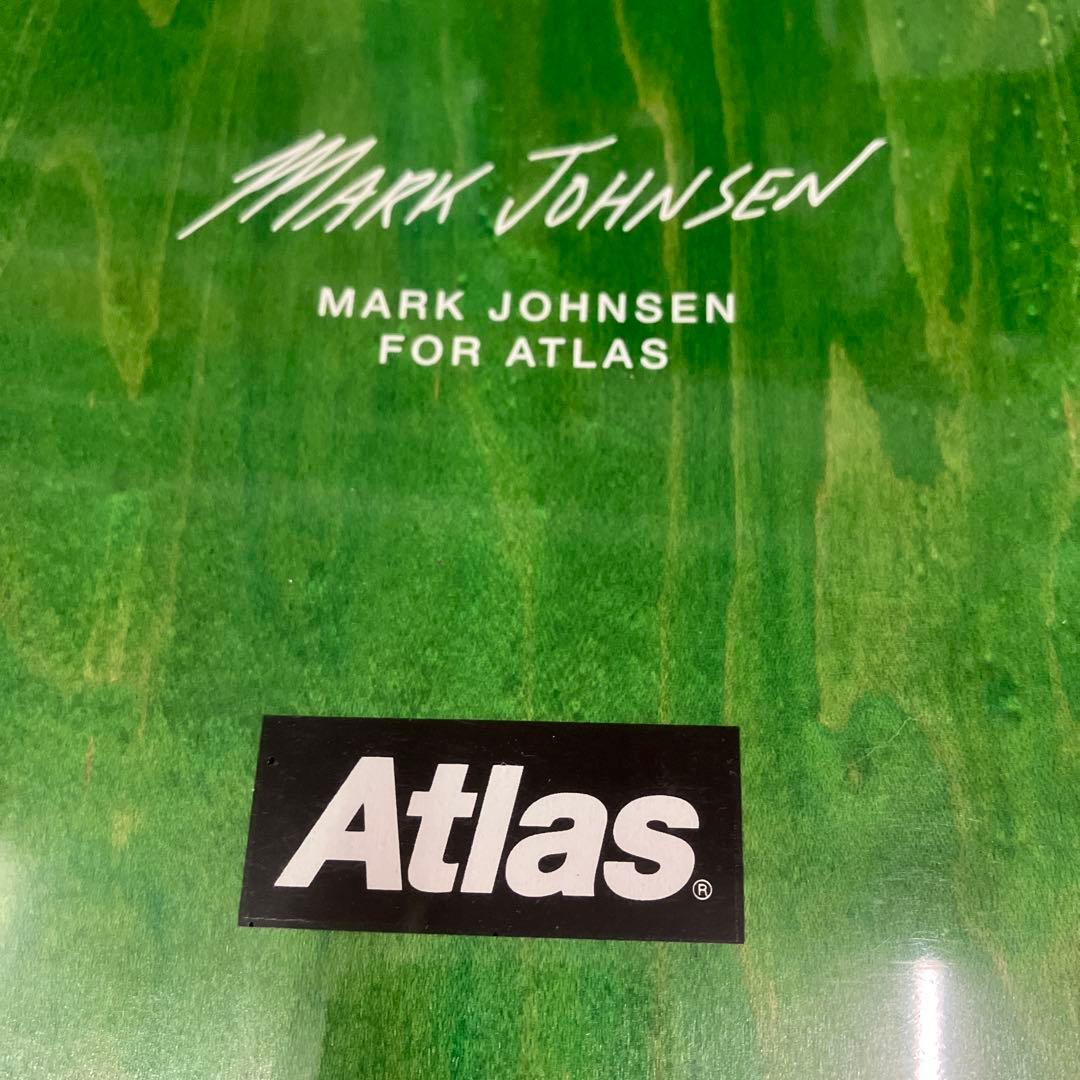 MARK JOHNSEN
MARK JOHNSEN
FOR ATLAS
Atlas®